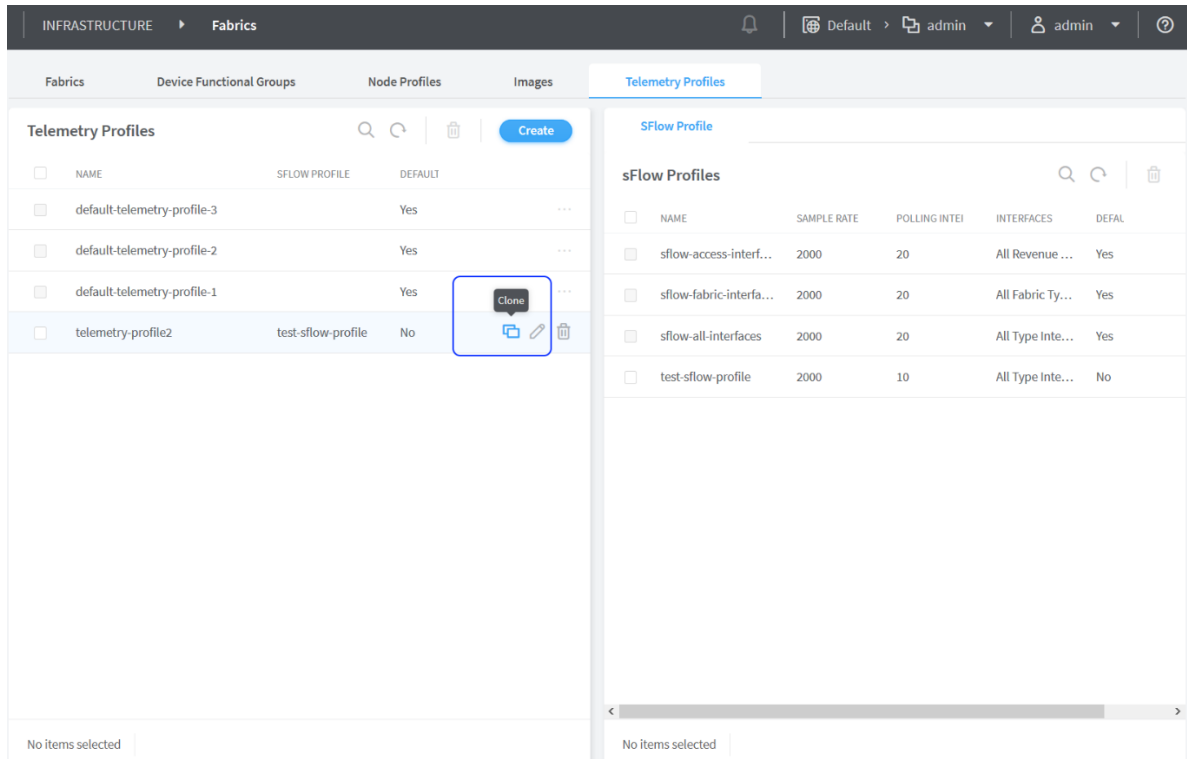 INFRASTRUCTURE Fabrics Default > admin admin
Fabrics Device Functional Groups Node Profiles Images Telemetry Profiles
Telemetry Profiles Create
NAME SFLOW PROFILE DEFAULT
default-telemetry-profile-3 Yes ...
default-telemetry-profile-2 Yes ...
default-telemetry-profile-1 Yes ...
Clone
telemetry-profile2 test-sflow-profile No
No items selected
SFlow Profile
sFlow Profiles
NAME SAMPLE RATE POLLING INTEI INTERFACES DEFAL
sflow-access-interf... 2000 20 All Revenue ... Yes
sflow-fabric-interfa... 2000 20 All Fabric Ty... Yes
sflow-all-interfaces 2000 20 All Type Inte... Yes
test-sflow-profile 2000 10 All Type Inte... No
No items selected